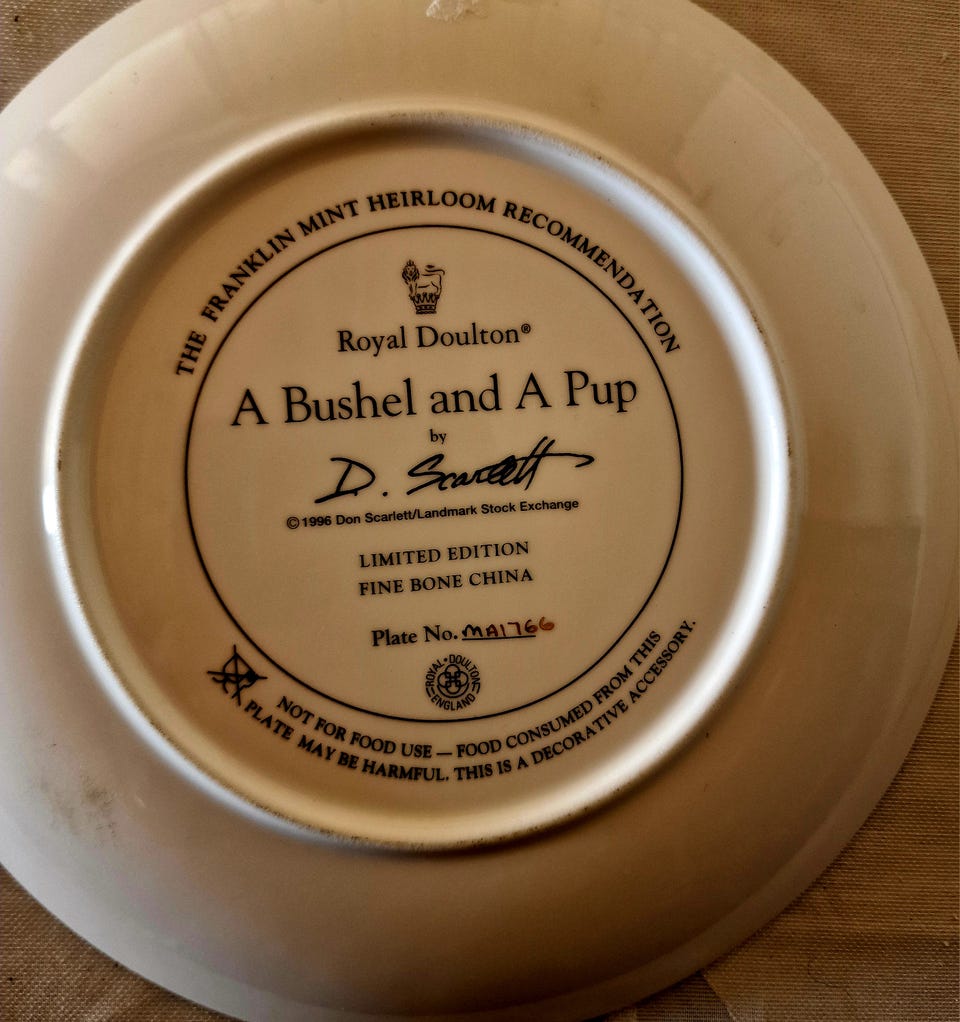 THE FRANKLIN MINT HEIRLOOM RECOMMENDATION
Royal Doulton®
A Bushel and A Pup
by
D. Scarlett
©1996 Don Scarlett/Landmark Stock Exchange
LIMITED EDITION
FINE BONE CHINA
Plate No. MA1766
ROYAL DOULTON
ENGLAND
NOT FOR FOOD USE — FOOD CONSUMED FROM THIS
PLATE MAY BE HARMFUL. THIS IS A DECORATIVE ACCESSORY.